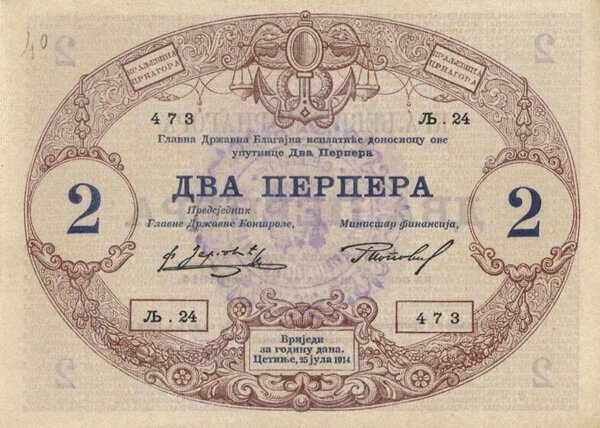 40
КРАЉЕВИНА
ЦРНАГОРА
КРАЉЕВИНА
ЦРНАГОРА
473
Љ. 24
Главна Државна Благајна исплатиће доносиоцу ове
упутнице Два Перпера
ДВА ПЕРПЕРА
2
2
Предсједник
Главне Државне Контроле,
Министар финансија,
Љ. 24
473
Вриједи
за годину дана.
Цетиње, 25 јула 1914